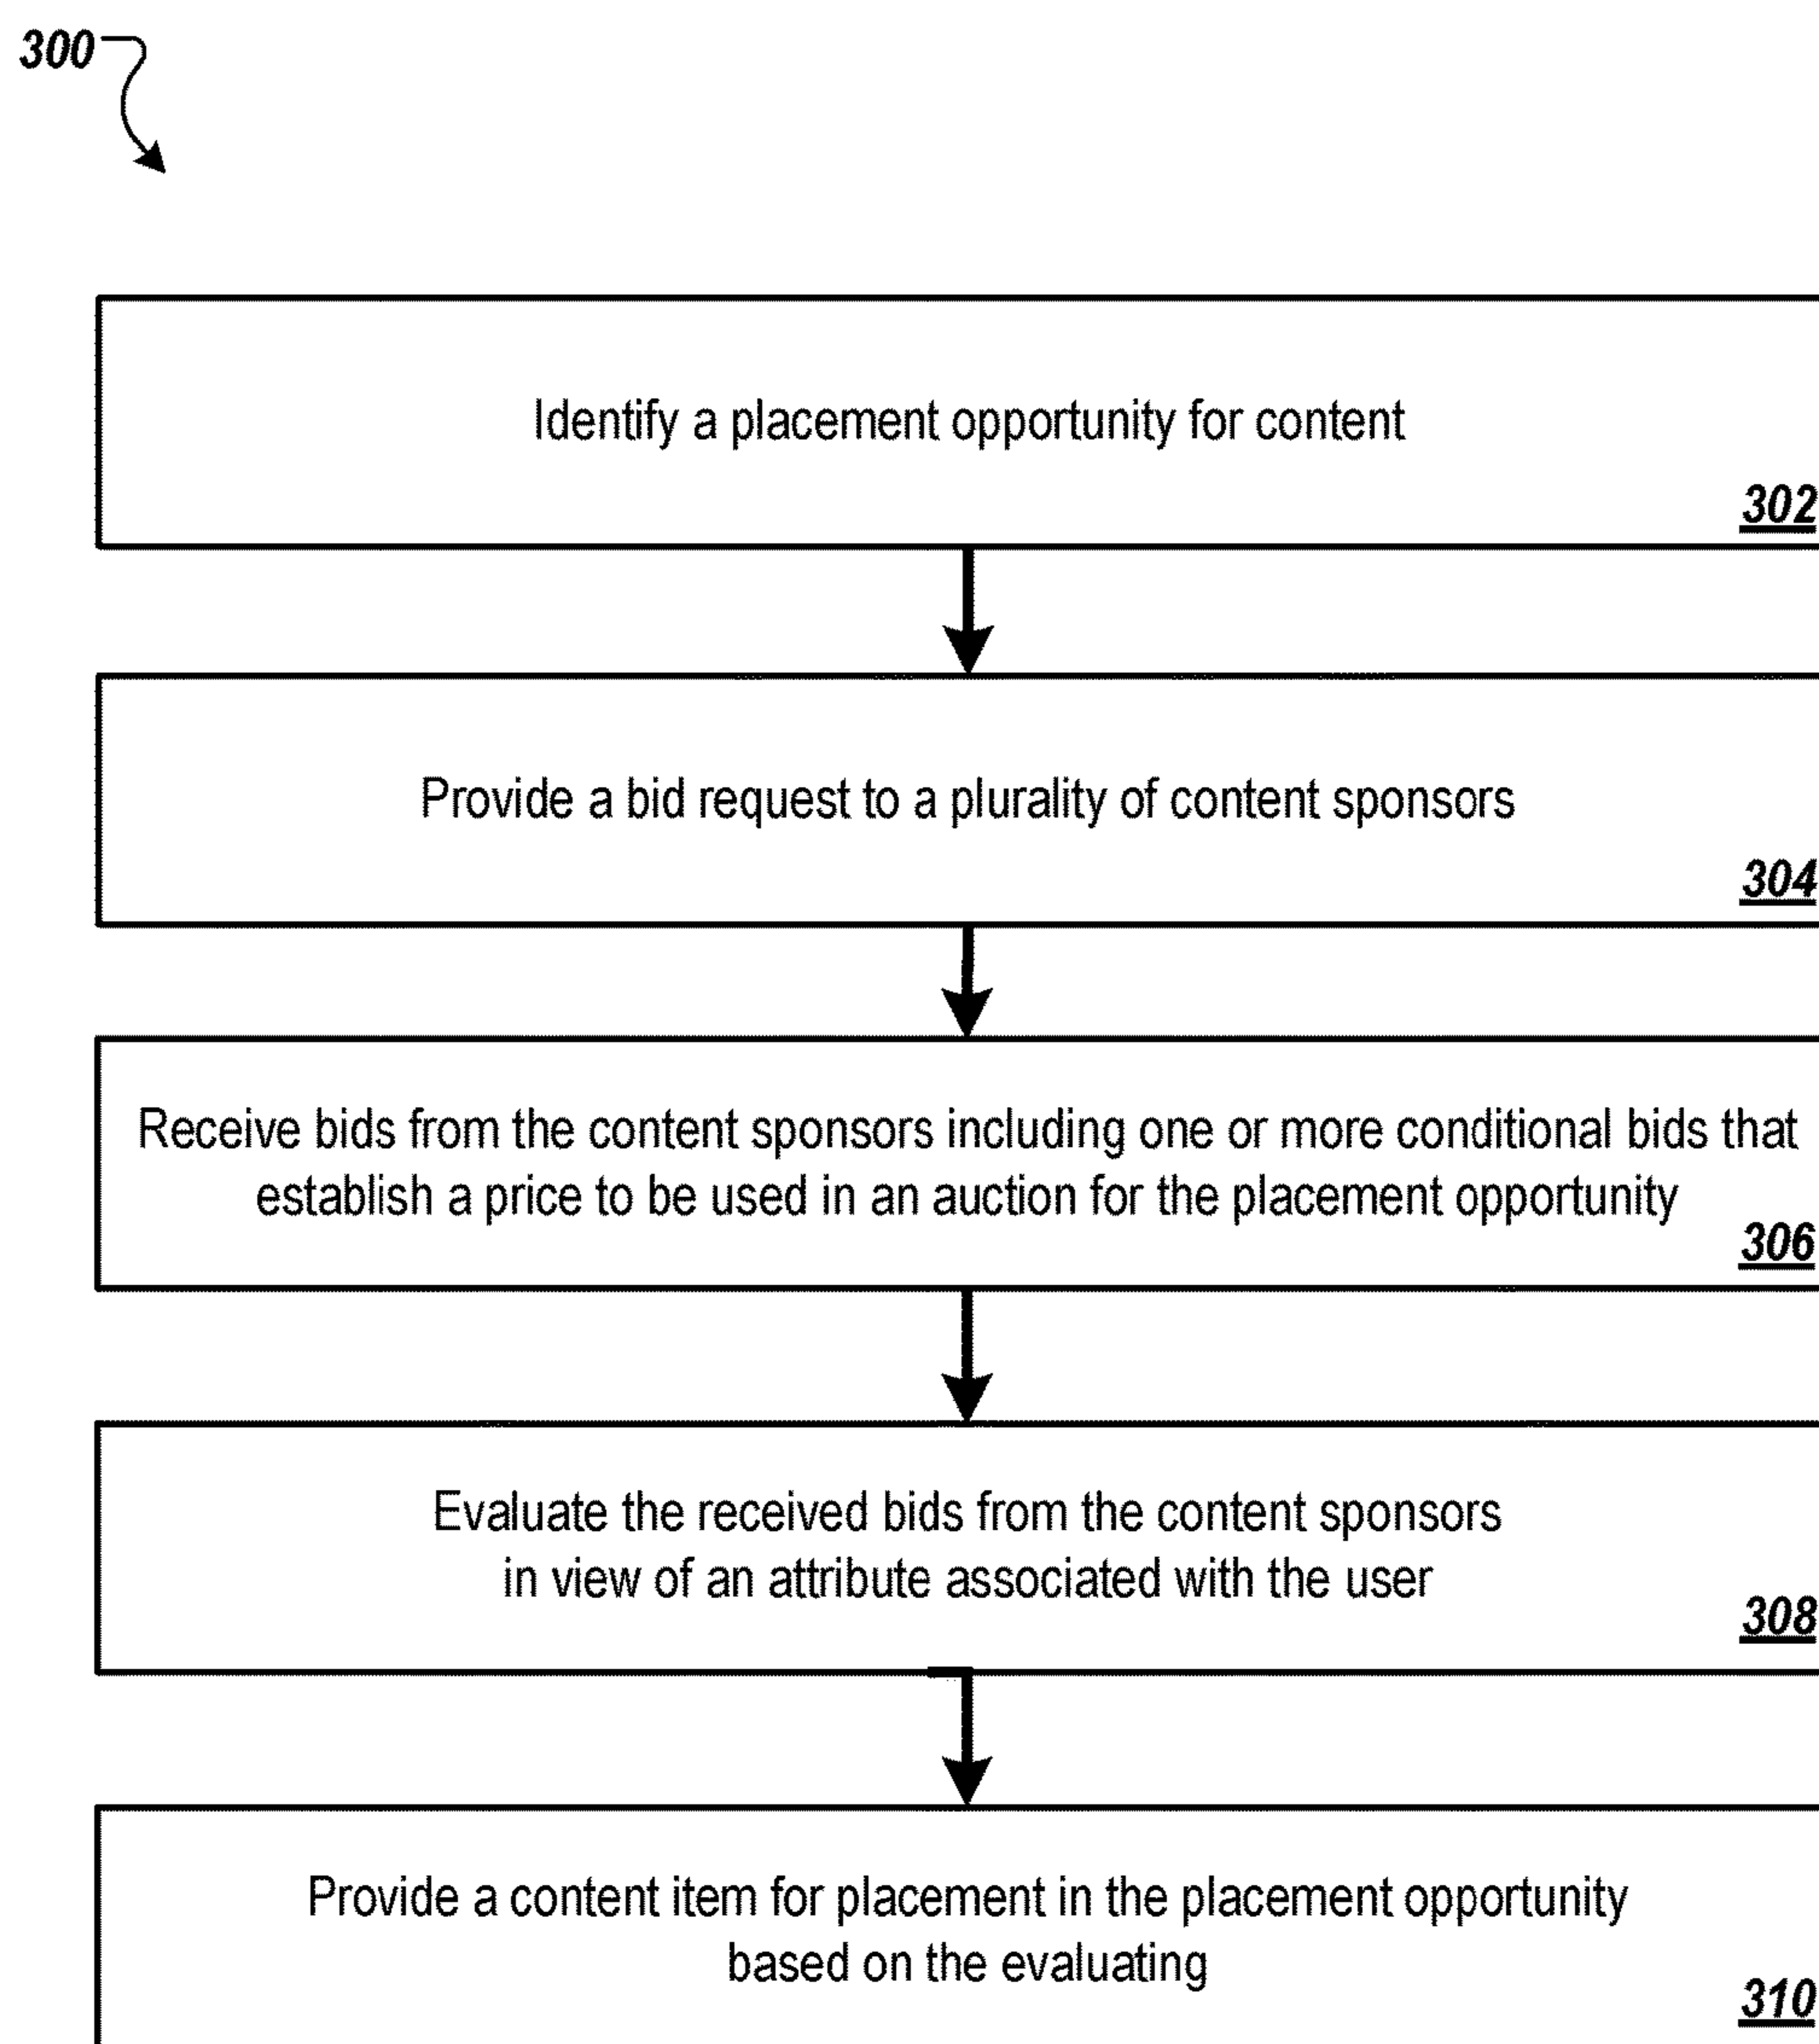 300
Identify a placement opportunity for content
302
Provide a bid request to a plurality of content sponsors
304
Receive bids from the content sponsors including one or more conditional bids that
establish a price to be used in an auction for the placement opportunity
306
Evaluate the received bids from the content sponsors
in view of an attribute associated with the user
308
Provide a content item for placement in the placement opportunity
based on the evaluating
310